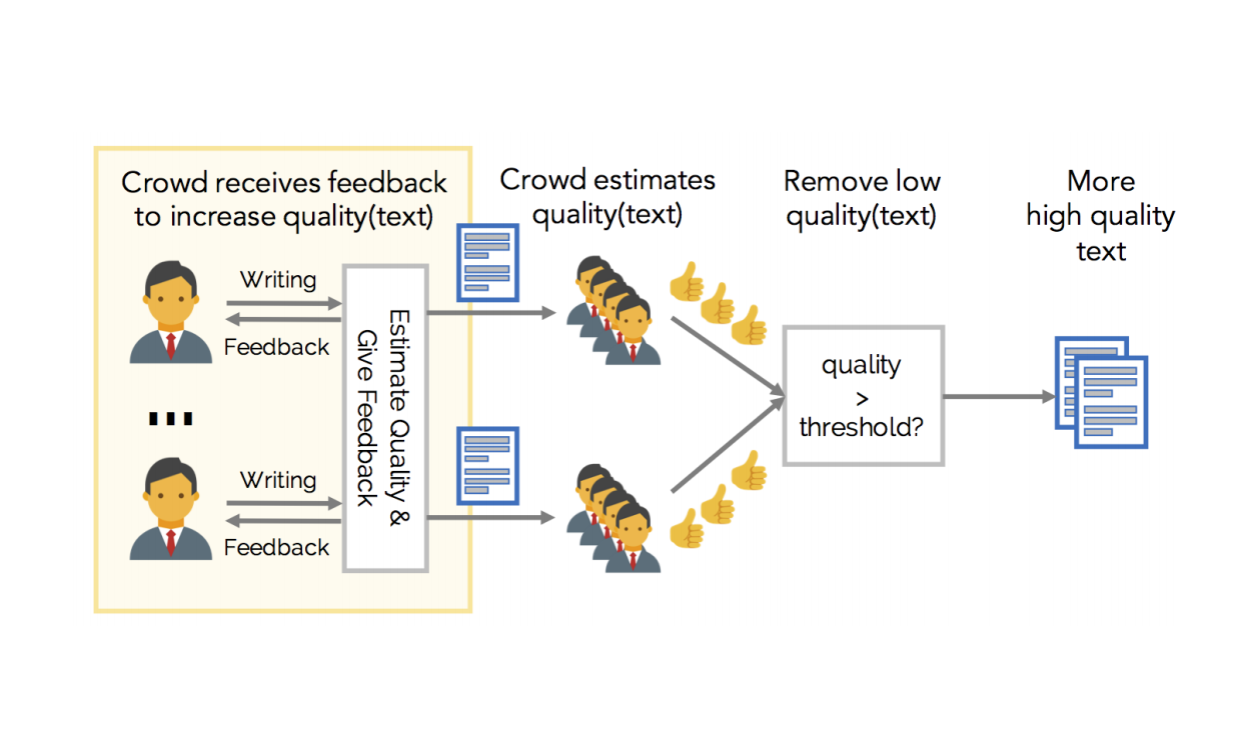 Crowd receives feedback
to increase quality(text)
Writing
Feedback
...
Writing
Feedback
Estimate Quality &
Give Feedback
Crowd estimates
quality(text)
Remove low
quality(text)
quality
>
threshold?
More
high quality
text